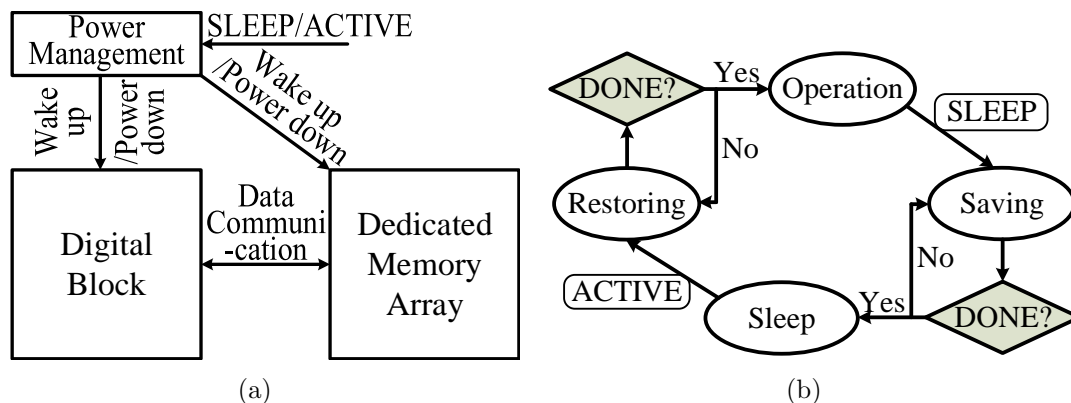 Power
Management
SLEEP/ACTIVE
Wake up
/Power down
Wake
up
/Power
down
Digital
Block
Data
Communi
-cation
Dedicated
Memory
Array
(a)
DONE?
Yes
Operation
SLEEP
No
Restoring
Saving
No
ACTIVE
Sleep
Yes
DONE?
(b)